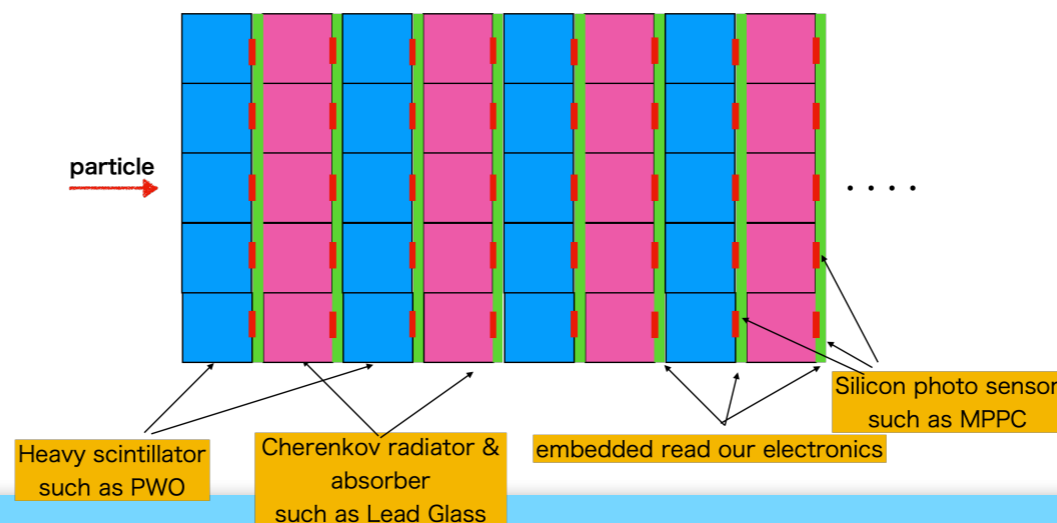 particle
Heavy scintillator
such as PWO
Cherenkov radiator &
absorber
such as Lead Glass
embedded read our electronics
Silicon photo sensor
such as MPPC